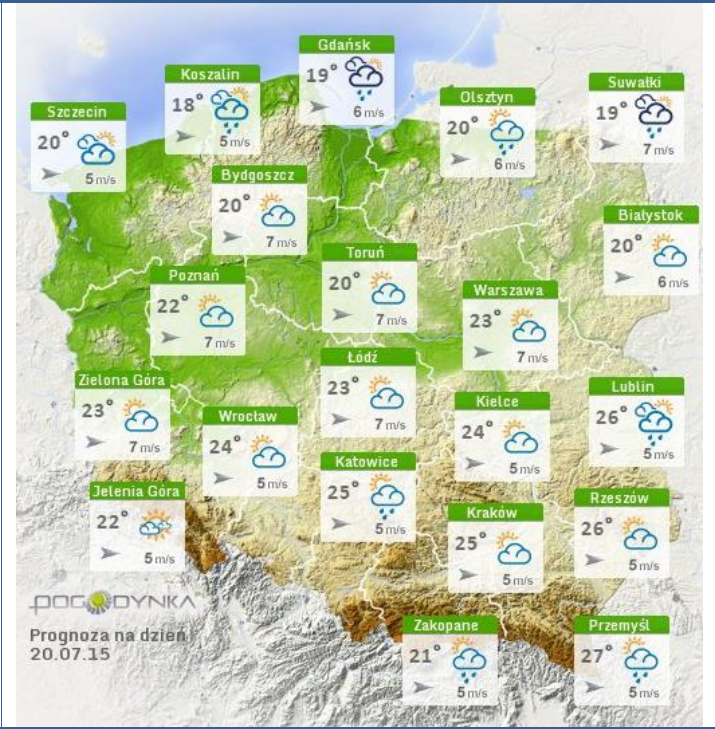 Gdańsk
19°
6 m/s
Koszalin
18°
5 m/s
Szczecin
20°
5 m/s
Olsztyn
20°
6 m/s
Suwałki
19°
7 m/s
Bydgoszcz
20°
7 m/s
Białystok
20°
6 m/s
Toruń
20°
7 m/s
Poznań
22°
7 m/s
Warszawa
23°
7 m/s
Łódź
23°
7 m/s
Zielona Góra
23°
7 m/s
Wrocław
24°
5 m/s
Kielce
24°
5 m/s
Lublin
26°
5 m/s
Katowice
25°
5 m/s
Jelenia Góra
22°
5 m/s
Kraków
25°
5 m/s
Rzeszów
26°
5 m/s
POGODYNKA
Prognoza na dzień
20.07.15
Zakopane
21°
5 m/s
Przemyśl
27°
5 m/s